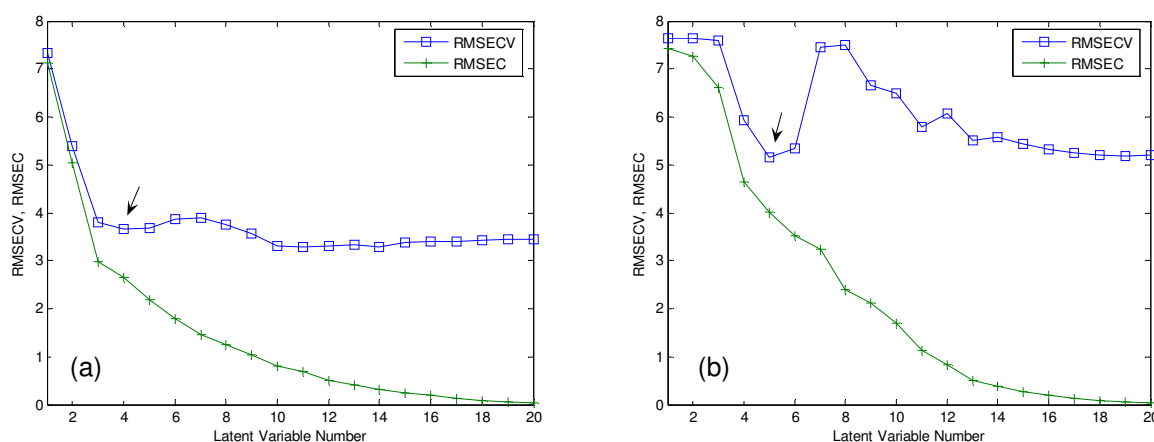 8
7
6
5
4
3
2
1
0
RMSECV, RMSEC
RMSECV
RMSEC
(a)
2 4 6 8 10 12 14 16 18 20
Latent Variable Number
8
7
6
5
4
3
2
1
0
RMSECV, RMSEC
RMSECV
RMSEC
(b)
2 4 6 8 10 12 14 16 18 20
Latent Variable Number